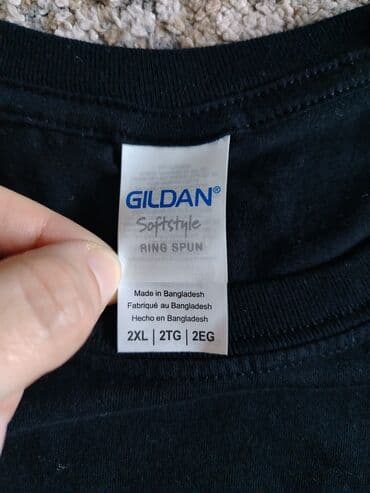 GILDAN®
Softstyle
RING SPUN
Made in Bangladesh
Fabriqué au Bangladesh
Hecho en Bangladesh
2XL | 2TG | 2EG